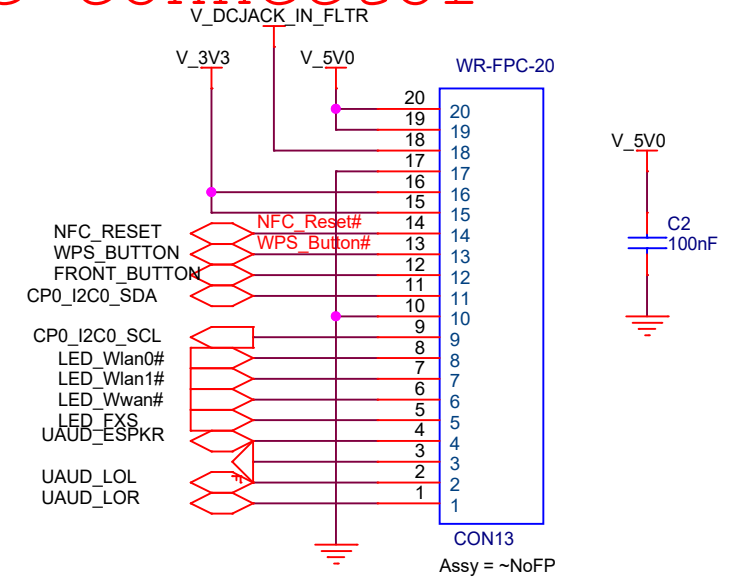 V_DCJACK_IN_FLTR
V_3V3
V_5V0
WR-FPC-20
20 20
19 19
18 18
17 17
16 16
15 15
NFC_RESET NFC_Reset# 14 14
WPS_BUTTON WPS_Button# 13 13
FRONT_BUTTON 12 12
CP0_I2C0_SDA 11 11
10 10
CP0_I2C0_SCL 9 9
LED_Wlan0# 8 8
LED_Wlan1# 7 7
LED_Wwan# 6 6
LED_FXS 5 5
UAUD_ESPKR 4 4
3 3
UAUD_LOL 2 2
UAUD_LOR 1 1
CON13
Assy = ~NoFP
V_5V0
C2
100nF